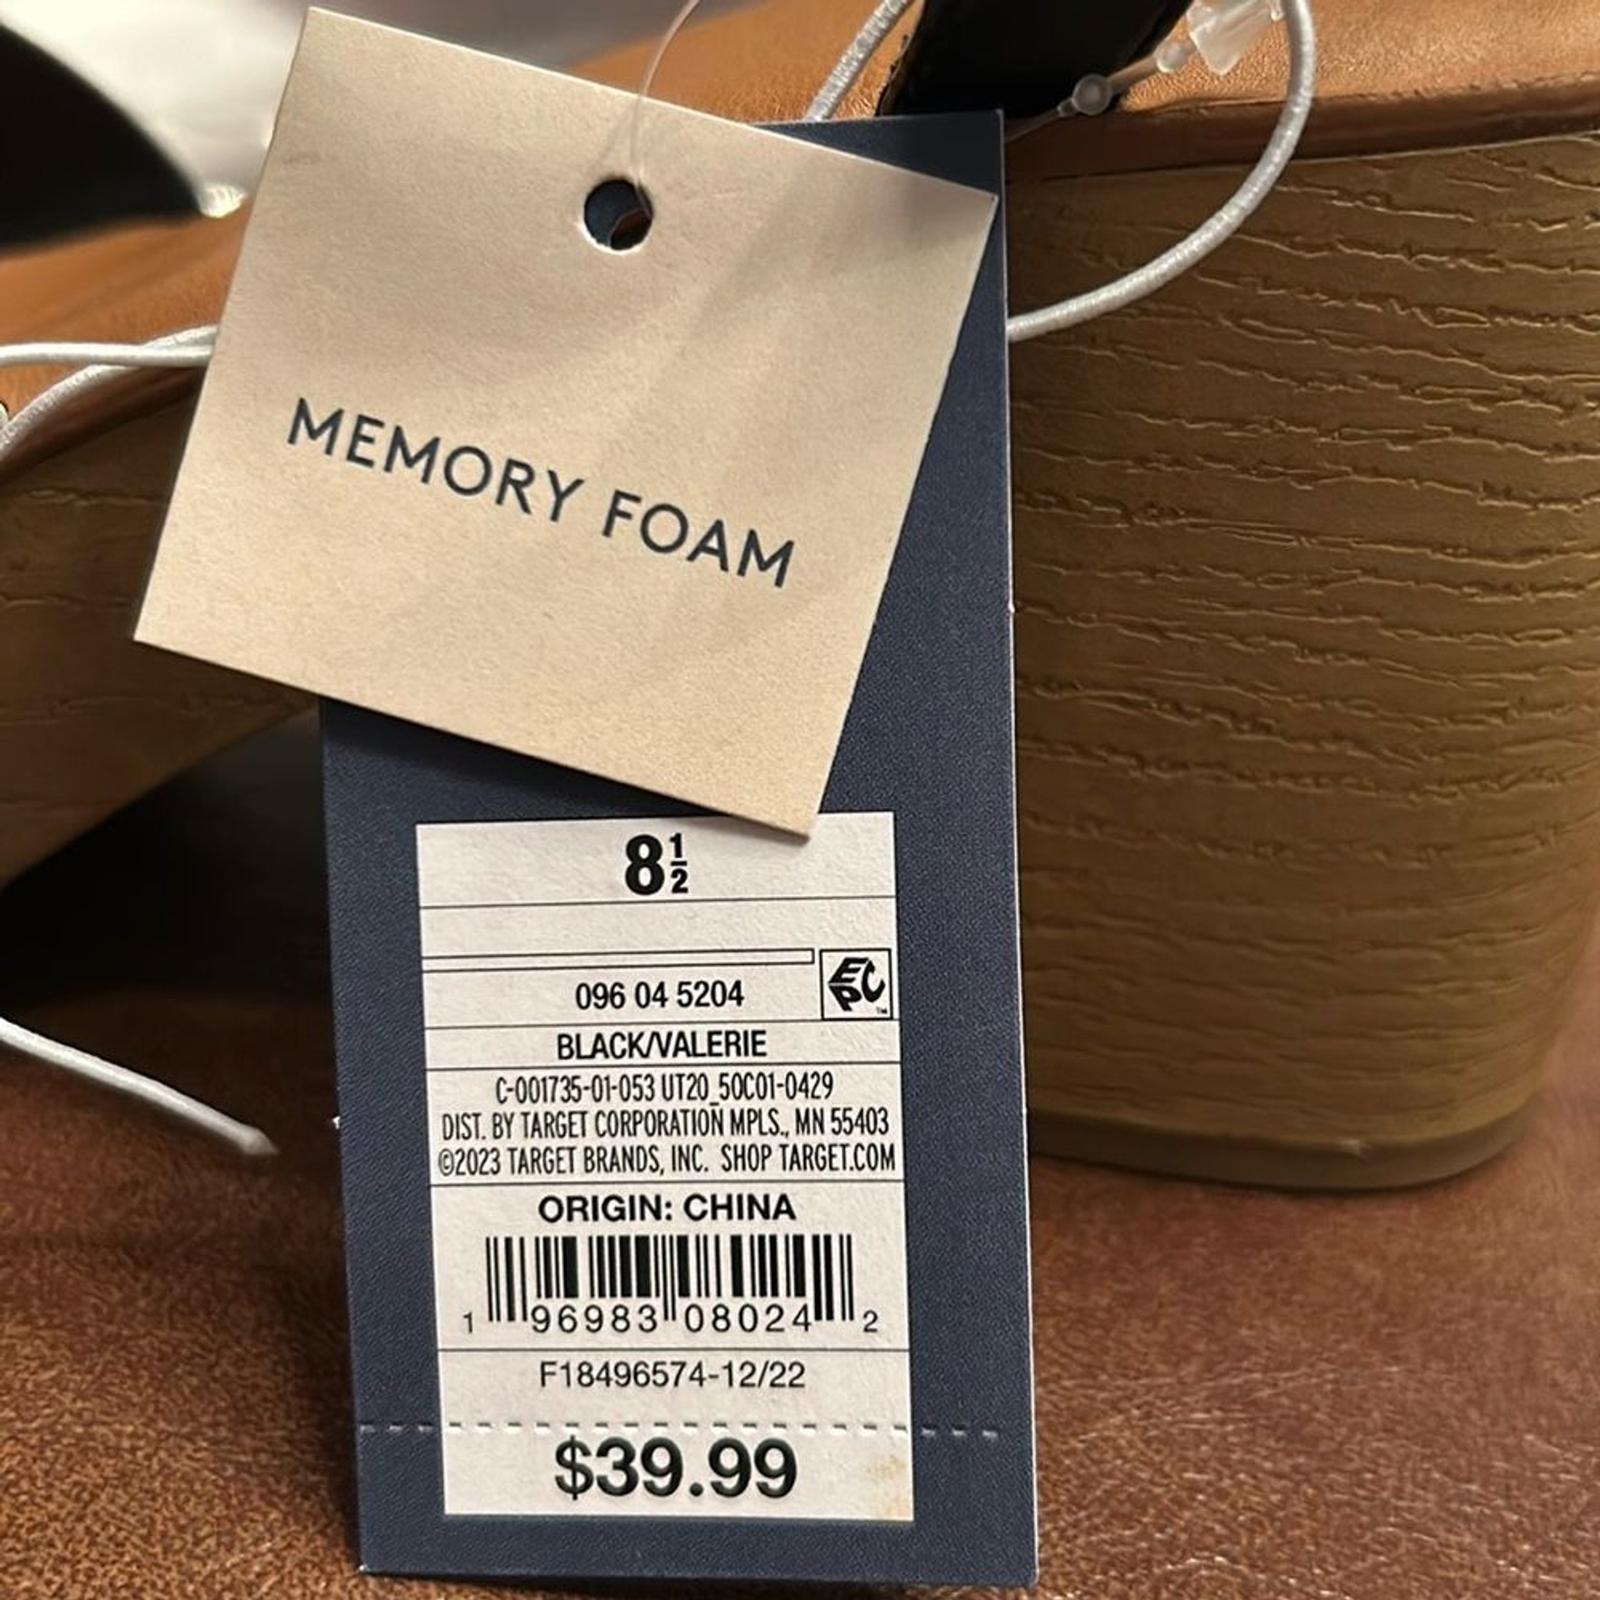 MEMORY FOAM
8½
EPC
096 04 5204
BLACK/VALERIE
C-001735-01-053 UT20_50C01-0429
DIST. BY TARGET CORPORATION MPLS., MN 55403
©2023 TARGET BRANDS, INC. SHOP TARGET.COM
ORIGIN: CHINA
1 96983 08024 2
F18496574-12/22
$39.99